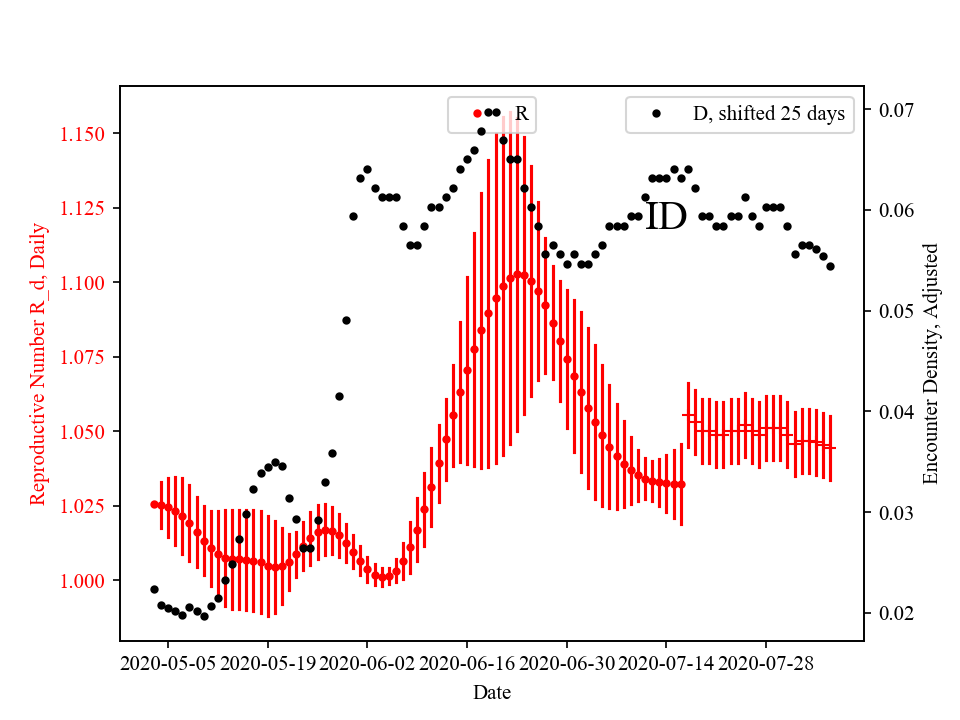 R
D, shifted 25 days
ID
Reproductive Number R_d, Daily
1.150
1.125
1.100
1.075
1.050
1.025
1.000
0.07
0.06
0.05
0.04
0.03
0.02
Encounter Density, Adjusted
2020-05-05 2020-05-19 2020-06-02 2020-06-16 2020-06-30 2020-07-14 2020-07-28
Date